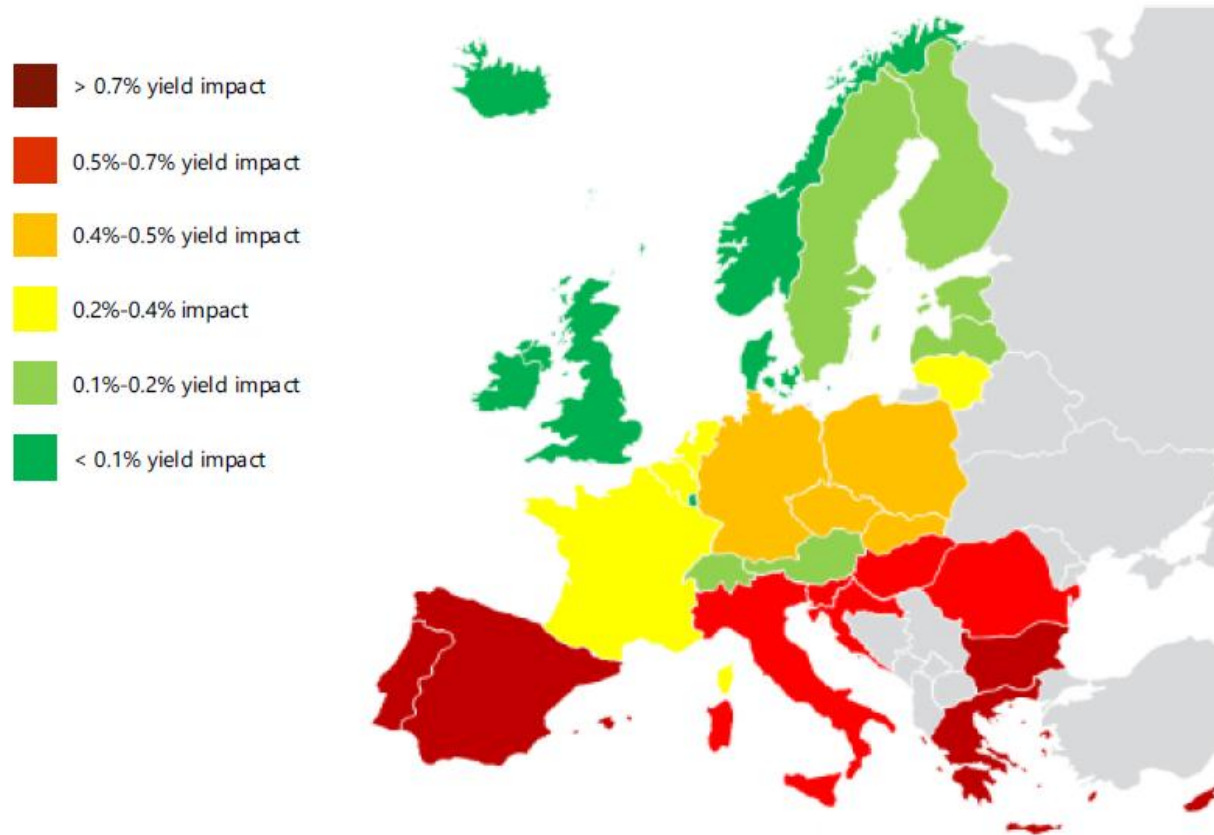 > 0.7% yield impact
0.5%-0.7% yield impact
0.4%-0.5% yield impact
0.2%-0.4% impact
0.1%-0.2% yield impact
< 0.1% yield impact